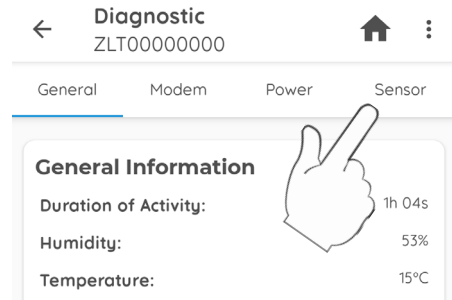 Diagnostic
ZLT00000000
General Modem Power Sensor
General Information
Duration of Activity: 1h 04s
Humidity: 53%
Temperature: 15°C